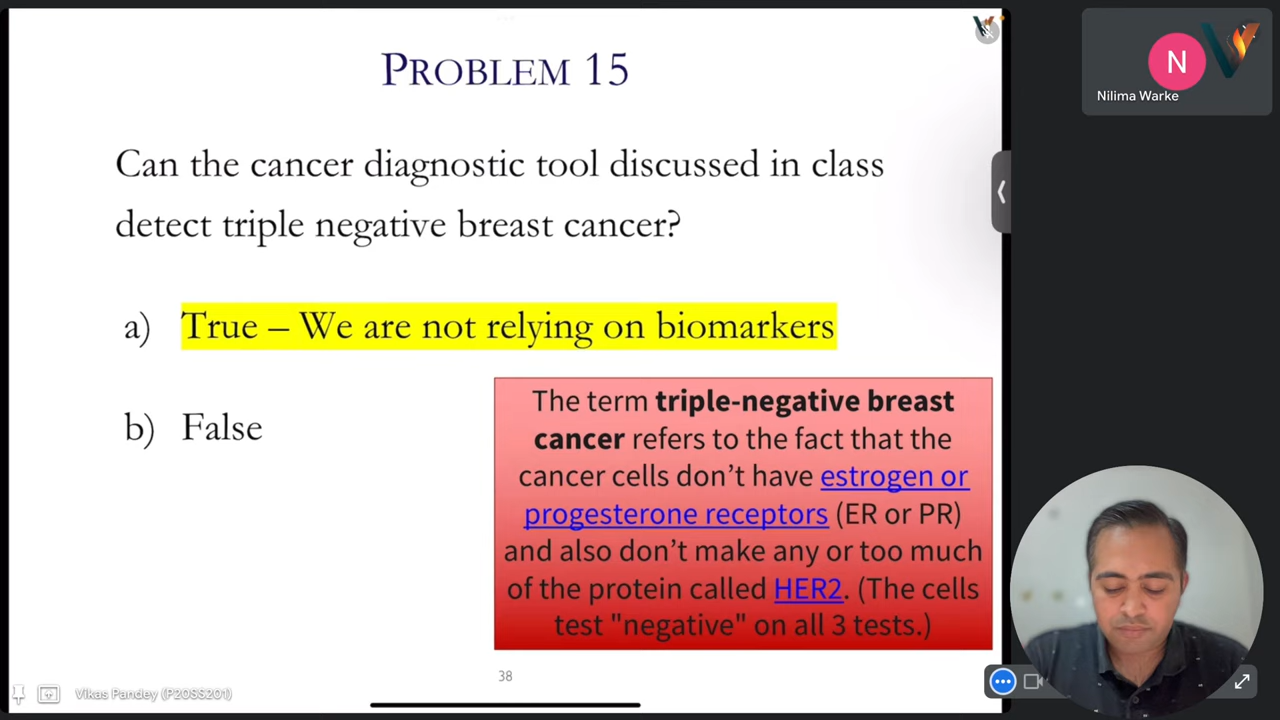 PROBLEM 15
Can the cancer diagnostic tool discussed in class
detect triple negative breast cancer?
a) True – We are not relying on biomarkers
b) False
The term triple-negative breast
cancer refers to the fact that the
cancer cells don’t have estrogen or
progesterone receptors (ER or PR)
and also don’t make any or too much
of the protein called HER2. (The cells
test "negative" on all 3 tests.)
38
Vikas Pandey (P20SS201)
N
Nilima Warke